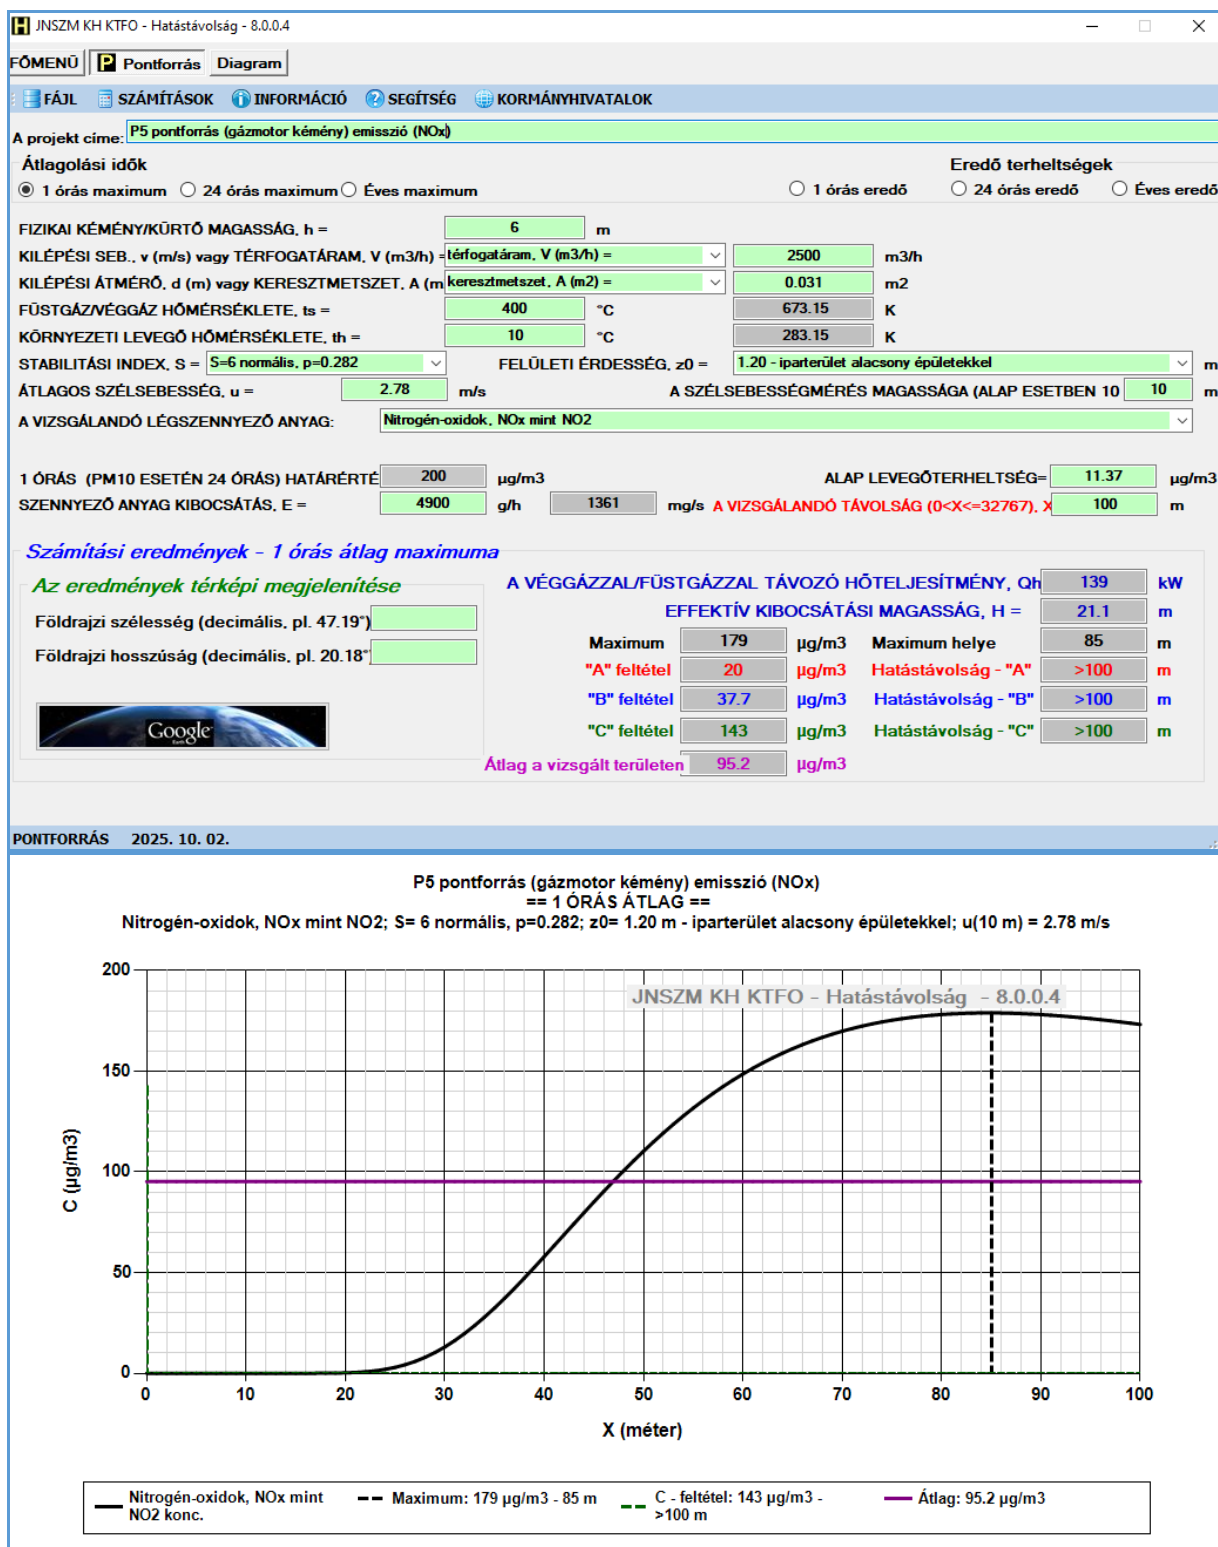 JNSZM KH KTFO - Hatástávolság - 8.0.0.4
FŐMENÜ P Pontforrás Diagram
FÁJL SZÁMÍTÁSOK INFORMÁCIÓ SEGÍTSÉG KORMÁNYHIVATALOK
A projekt címe: P5 pontforrás (gázmotor kémény) emisszió (NOx)
Átlagolási idők Eredő terheltségek
1 órás maximum 24 órás maximum Éves maximum 1 órás eredő 24 órás eredő Éves eredő
FIZIKAI KÉMÉNY/KÜRTŐ MAGASSÁG, h = 6 m
KILÉPÉSI SEB., v (m/s) vagy TÉRFOGATÁRAM, V (m3/h) = térfogatáram, V (m3/h) = 2500 m3/h
KILÉPÉSI ÁTMÉRŐ, d (m) vagy KERESZTMETSZET, A (m keresztmetszet, A (m2) = 0.031 m2
FÜSTGÁZ/VÉGGÁZ HŐMÉRSÉKLETE, ts = 400 °C 673.15 K
KÖRNYEZETI LEVEGŐ HŐMÉRSÉKLETE, th = 10 °C 283.15 K
STABILITÁSI INDEX, S = S=6 normális, p=0.282 FELÜLETI ÉRDESSÉG, z0 = 1.20 - iparterület alacsony épületekkel m
ÁTLAGOS SZÉLSEBESSÉG, u = 2.78 m/s A SZÉLSEBESSÉGMÉRÉS MAGASSÁGA (ALAP ESETBEN 10 10 m
A VIZSGÁLANDÓ LÉGSZENNYEZŐ ANYAG: Nitrogén-oxidok, NOx mint NO2
1 ÓRÁS (PM10 ESETÉN 24 ÓRÁS) HATÁRÉRTÉ 200 µg/m3 ALAP LEVEGŐTERHELTSÉG= 11.37 µg/m3
SZENNYEZŐ ANYAG KIBOCSÁTÁS, E = 4900 g/h 1361 mg/s A VIZSGÁLANDÓ TÁVOLSÁG (0<X<=32767), X 100 m
Számítási eredmények - 1 órás átlag maximuma
Az eredmények térképi megjelenítése A VÉGGÁZZAL/FÜSTGÁZZAL TÁVOZÓ HŐTELJESÍTMÉNY, Qh 139 kW
Földrajzi szélesség (decimális, pl. 47.19°) EFFEKTÍV KIBOCSÁTÁSI MAGASSÁG, H = 21.1 m
Földrajzi hosszúság (decimális, pl. 20.18° Maximum 179 µg/m3 Maximum helye 85 m
"A" feltétel 20 µg/m3 Hatástávolság - "A" >100 m
"B" feltétel 37.7 µg/m3 Hatástávolság - "B" >100 m
Google Earth "C" feltétel 143 µg/m3 Hatástávolság - "C" >100 m
Átlag a vizsgált területen 95.2 µg/m3
PONTFORRÁS 2025. 10. 02.
P5 pontforrás (gázmotor kémény) emisszió (NOx)
== 1 ÓRÁS ÁTLAG ==
Nitrogén-oxidok, NOx mint NO2; S= 6 normális, p=0.282; z0= 1.20 m - iparterület alacsony épületekkel; u(10 m) = 2.78 m/s
JNSZM KH KTFO - Hatástávolság - 8.0.0.4
200
150
100
50
0
C (µg/m3)
0 10 20 30 40 50 60 70 80 90 100
X (méter)
Nitrogén-oxidok, NOx mint NO2 konc.
Maximum: 179 µg/m3 - 85 m
C - feltétel: 143 µg/m3 - >100 m
Átlag: 95.2 µg/m3